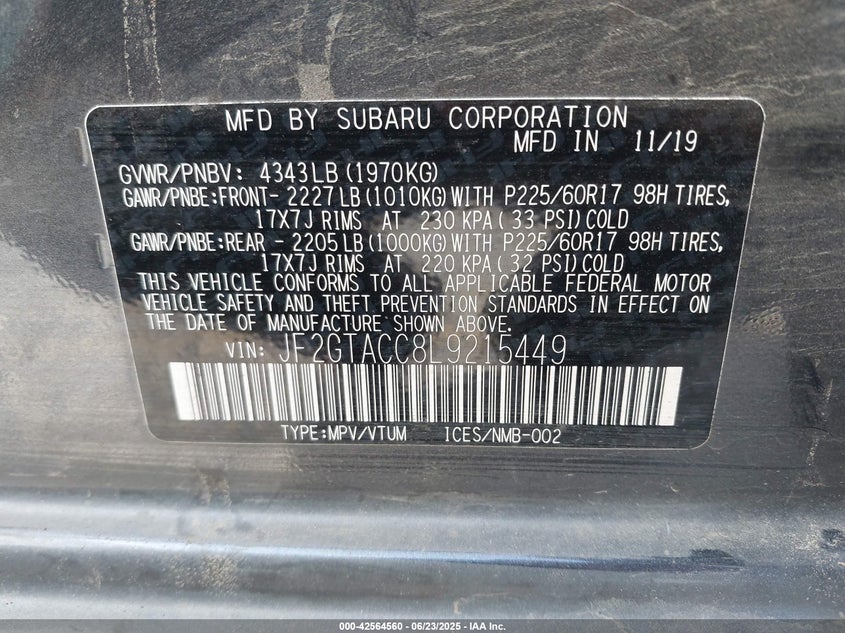 MFD BY SUBARU CORPORATION
MFD IN 11/19
GVWR/PNBV: 4343LB(1970KG)
GAWR/PNBE:FRONT- 2227LB(1010KG)WITH P225/60R17 98H TIRES,
17X7J RIMS AT 230 KPA(33 PSI)COLD
GAWR/PNBE:REAR - 2205LB(1000KG)WITH P225/60R17 98H TIRES,
17X7J RIMS AT 220 KPA(32 PSI)COLD
THIS VEHICLE CONFORMS TO ALL APPLICABLE FEDERAL MOTOR
VEHICLE SAFETY AND THEFT PREVENTION STANDARDS IN EFFECT ON
THE DATE OF MANUFACTURE SHOWN ABOVE.
VIN: JF2GTACC8L9215449
TYPE:MPV/VTUM ICES/NMB-002
000-42564560 - 06/23/2025 - IAA Inc.